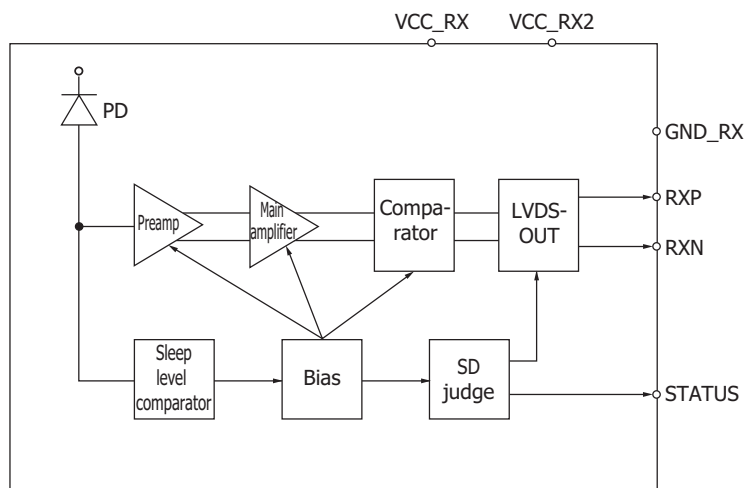 VCC_RX VCC_RX2
PD
GND_RX
Preamp
Main
amplifier
Compa-
rator
LVDS-
OUT
RXP
RXN
Sleep
level
comparator
Bias
SD
judge
STATUS